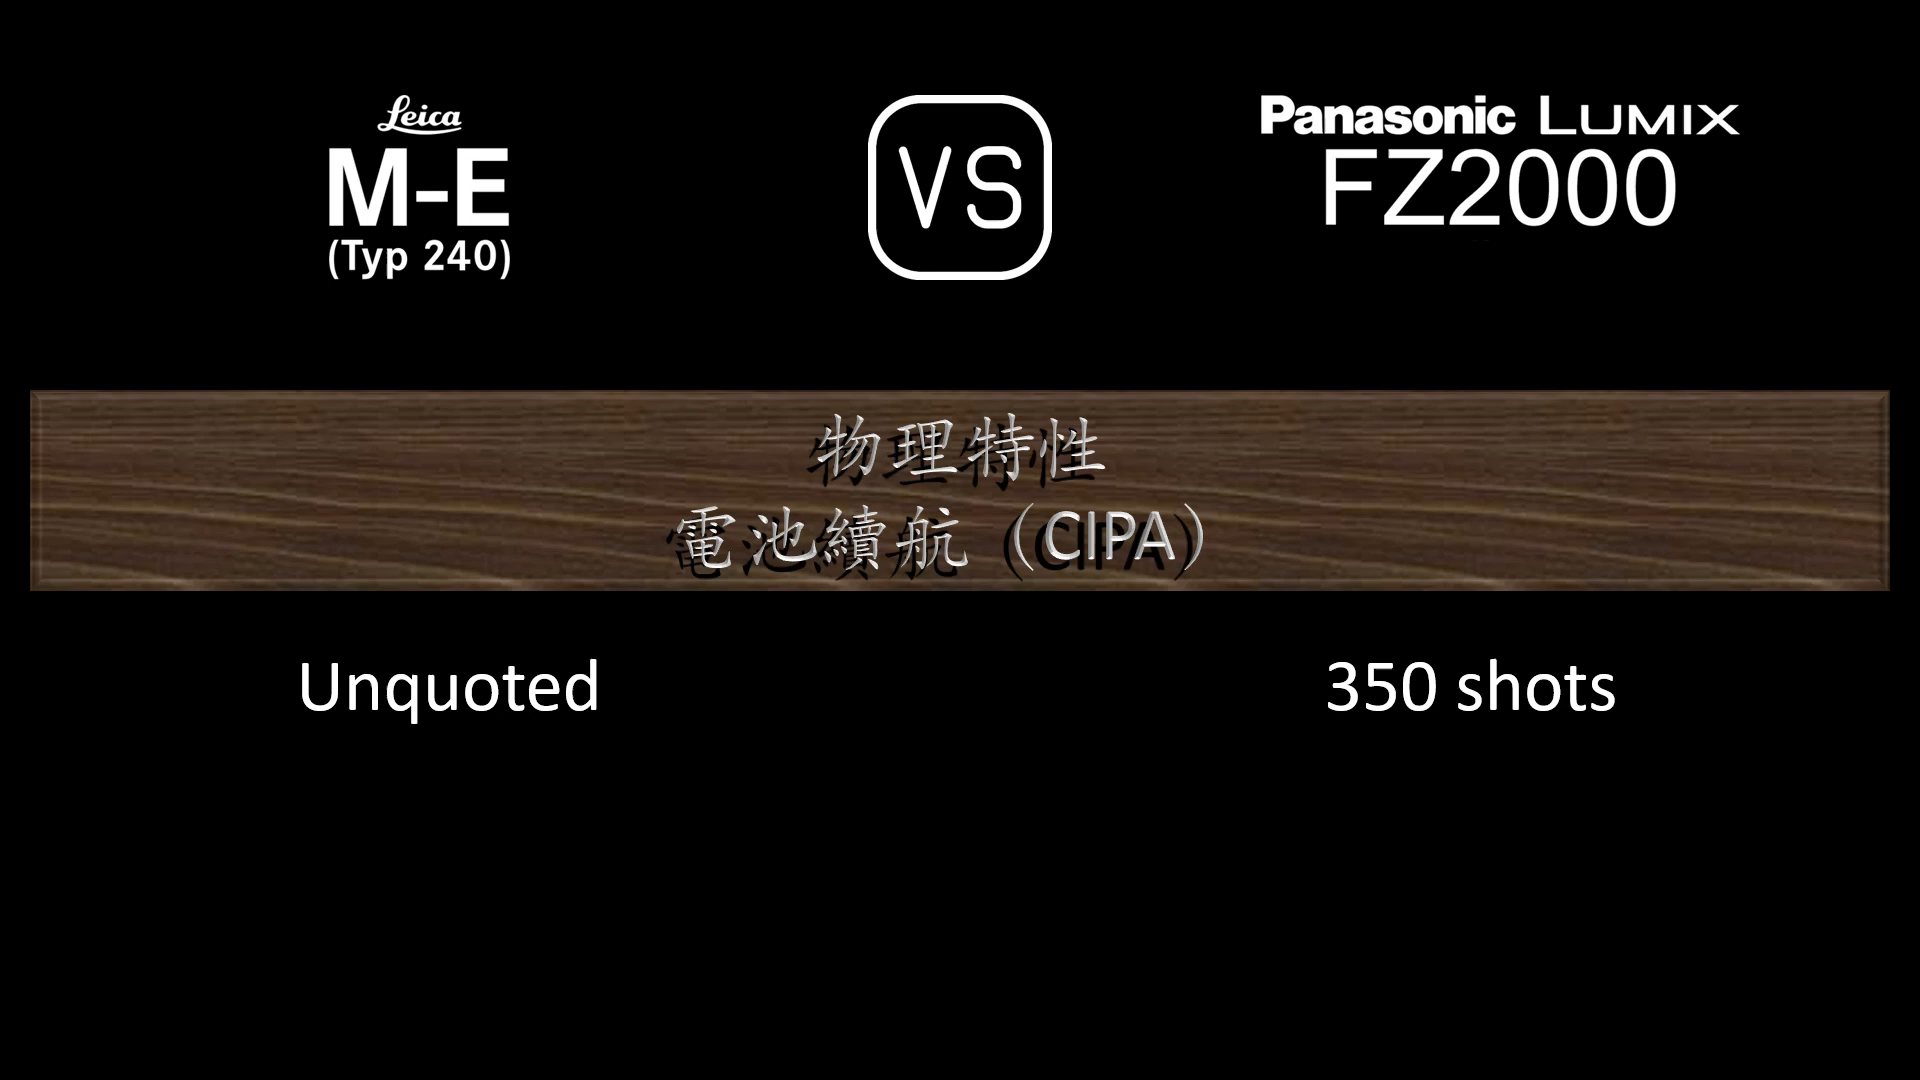 Leica
M-E
(Typ 240)
VS
Panasonic LUMIX
FZ2000
物理特性
電池續航（CIPA）
Unquoted
350 shots